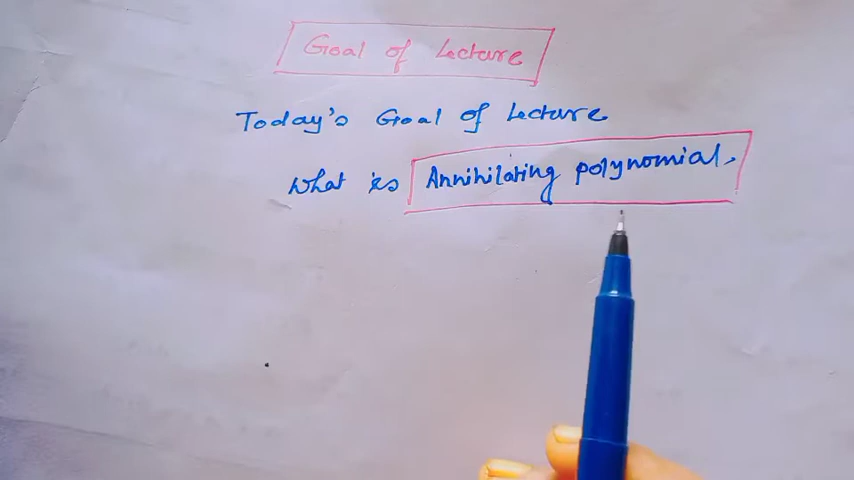 Goal of Lecture
Today's Goal of Lecture
What is Annihilating polynomial,